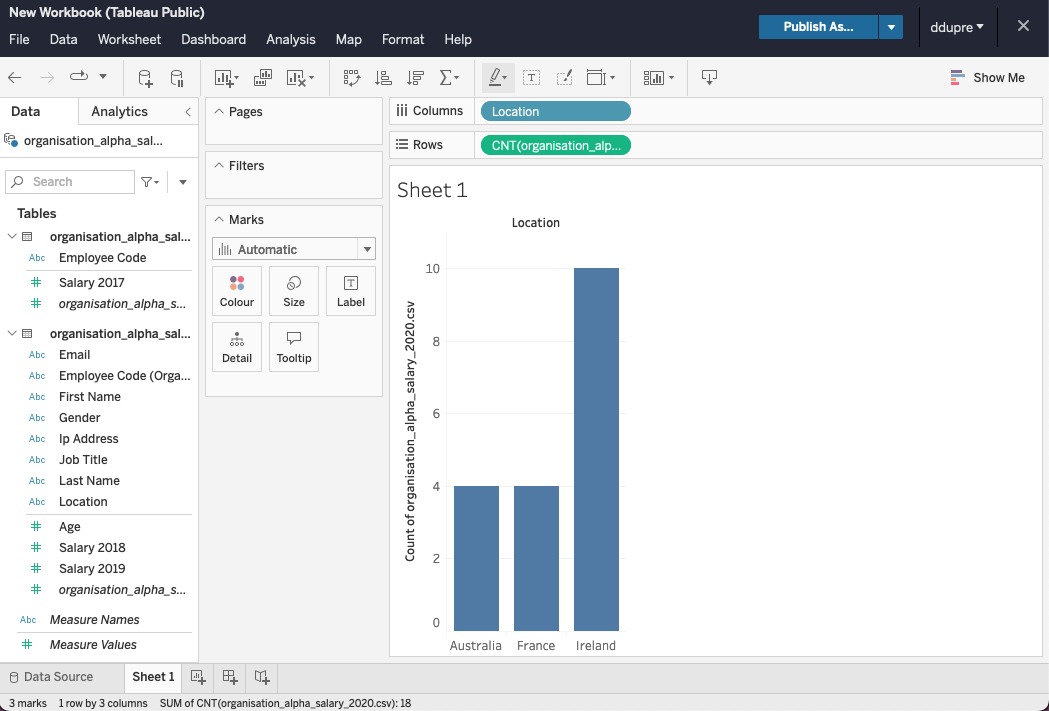 New Workbook (Tableau Public)
File Data Worksheet Dashboard Analysis Map Format Help
Publish As...
ddupre
Show Me
Data Analytics
organisation_alpha_sal...
Search
Tables
organisation_alpha_sal...
Abc Employee Code
Salary 2017
organisation_alpha_s...
organisation_alpha_sal...
Abc Email
Abc Employee Code (Orga...
Abc First Name
Abc Gender
Abc Ip Address
Abc Job Title
Abc Last Name
Abc Location
Age
Salary 2018
Salary 2019
organisation_alpha_s...
Abc Measure Names
Measure Values
Pages
Filters
Marks
Automatic
Colour Size Label
Detail Tooltip
Columns Location
Rows CNT(organisation_alp...
Sheet 1
Location
Count of organisation_alpha_salary_2020.csv
10
8
6
4
2
0
Australia France Ireland
Data Source Sheet 1
3 marks 1 row by 3 columns SUM of CNT(organisation_alpha_salary_2020.csv): 18